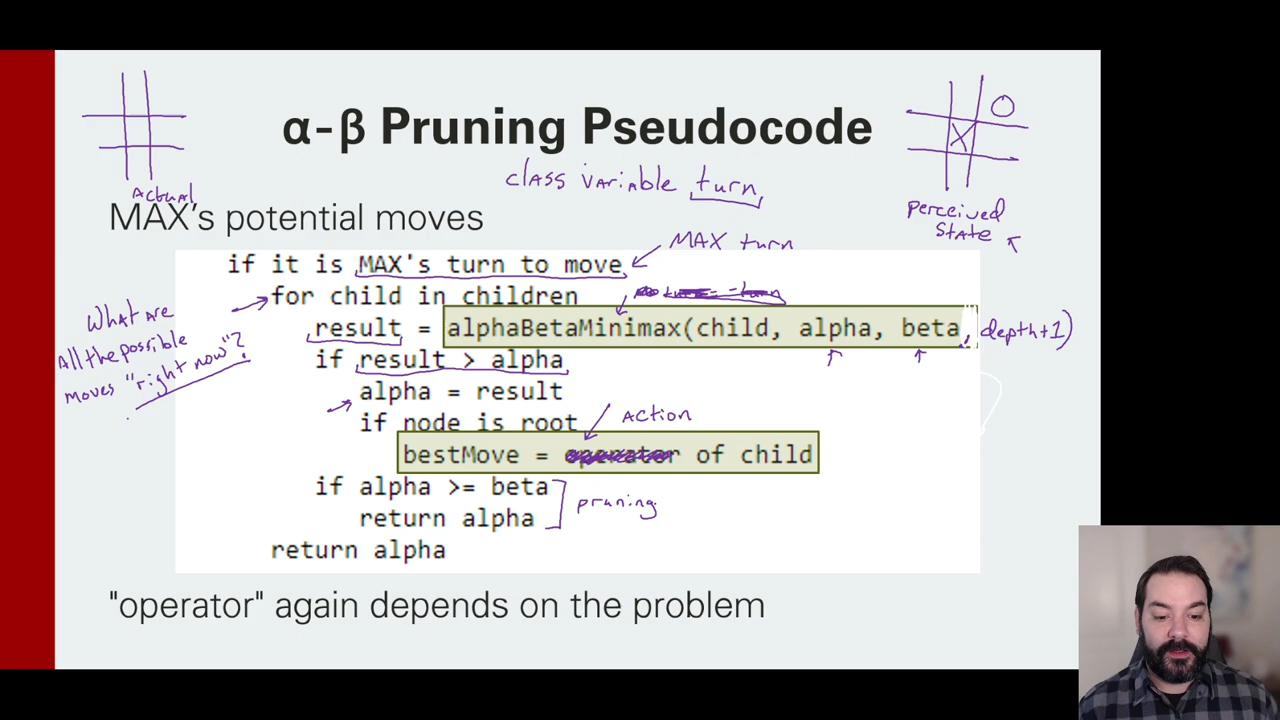 α-β Pruning Pseudocode
Actual
class variable turn
perceived
state
MAX's potential moves
MAX turn
if it is MAX's turn to move
for child in children
What are
All the possible
moves "right now"?
result = alphaBetaMinimax(child, alpha, beta, depth+1)
if result > alpha
alpha = result
if node is root
Action
bestMove = operator of child
if alpha >= beta
return alpha
pruning
return alpha
"operator" again depends on the problem
X
O